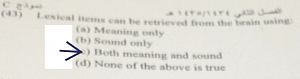 نموذج C
(43) Lexical items can be retrieved from the brain using:
(a) Meaning only
(b) Sound only
(c) Both meaning and sound
(d) None of the above is true